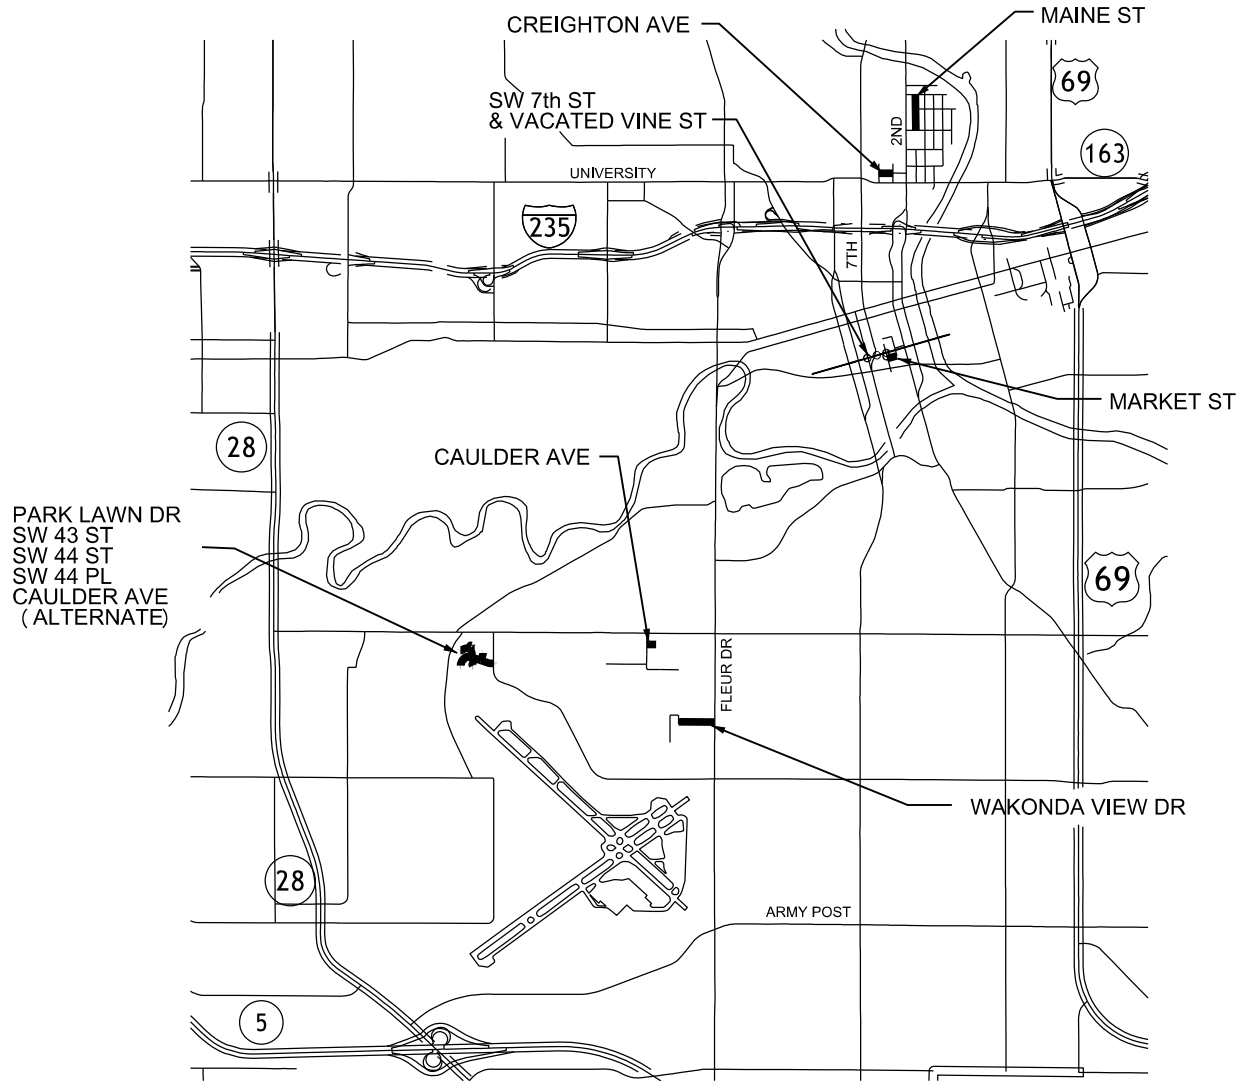 MAINE ST
CREIGHTON AVE
69
SW 7th ST
& VACATED VINE ST
2ND
163
UNIVERSITY
235
7TH
MARKET ST
28
CAULDER AVE
PARK LAWN DR
SW 43 ST
SW 44 ST
SW 44 PL
CAULDER AVE
( ALTERNATE)
69
FLEUR DR
WAKONDA VIEW DR
28
ARMY POST
5